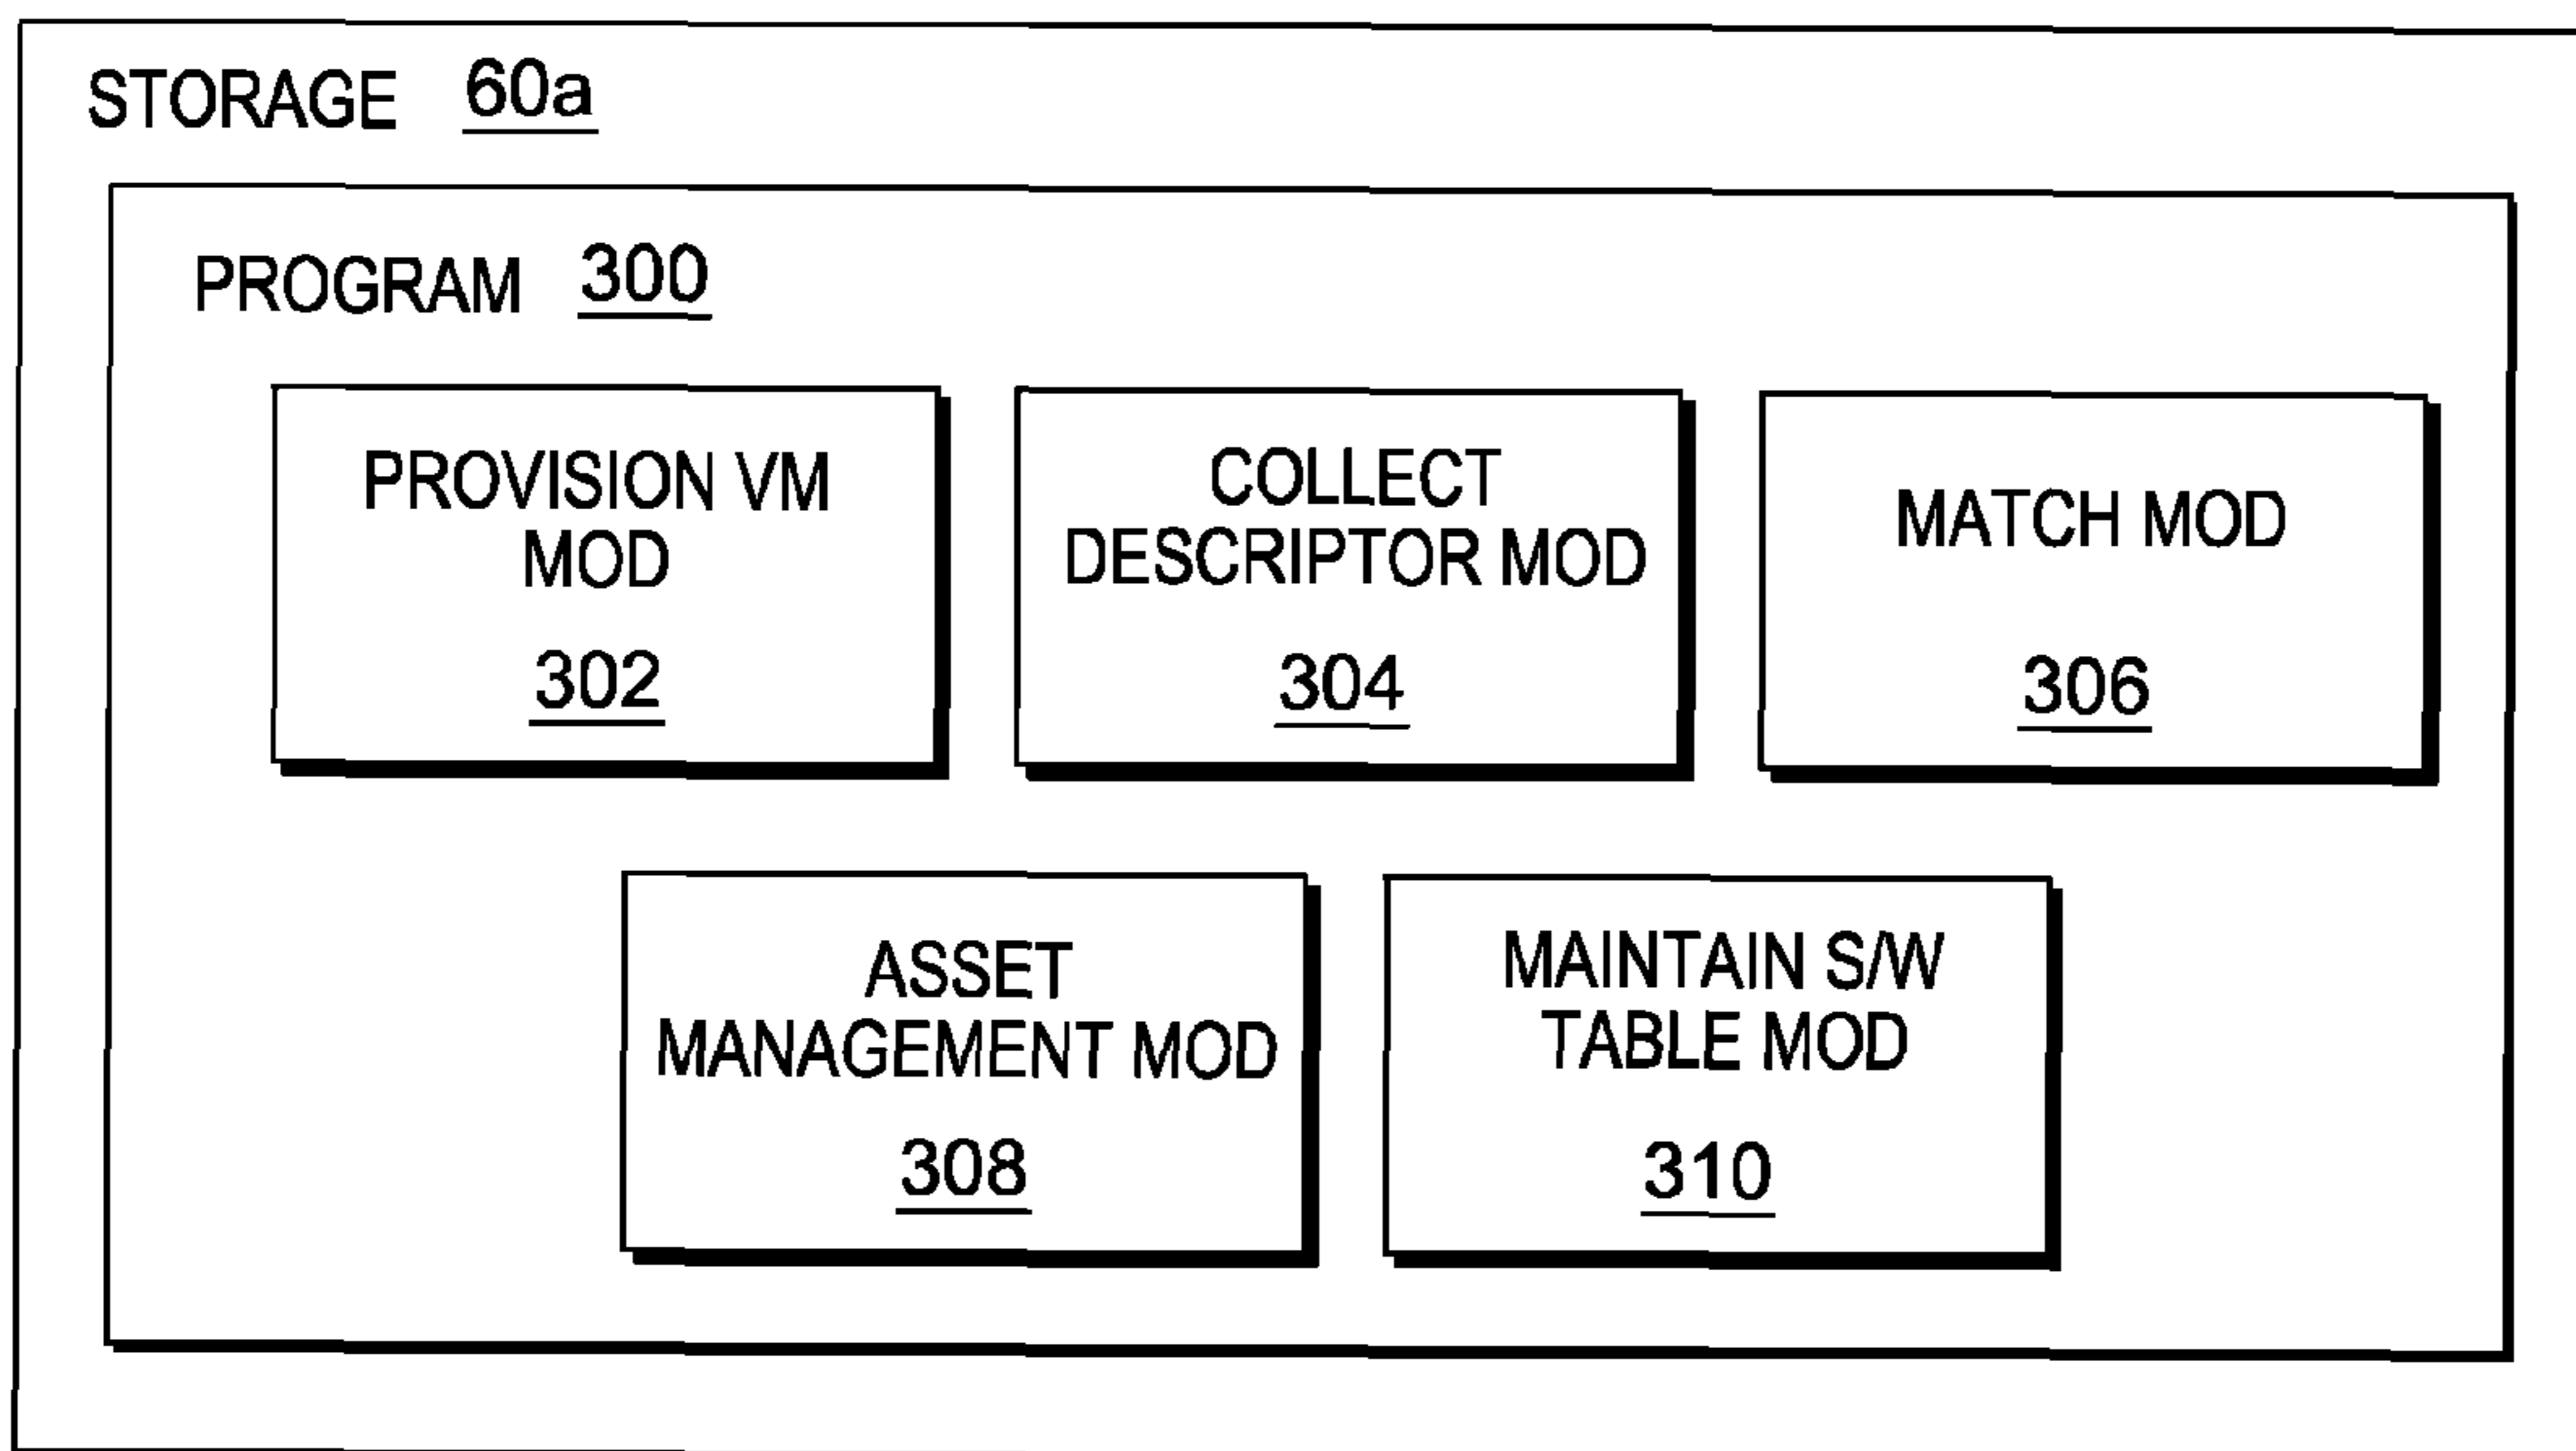 STORAGE 60a
PROGRAM 300
PROVISION VM
MOD
302
COLLECT
DESCRIPTOR MOD
304
MATCH MOD
306
ASSET
MANAGEMENT MOD
308
MAINTAIN S/W
TABLE MOD
310